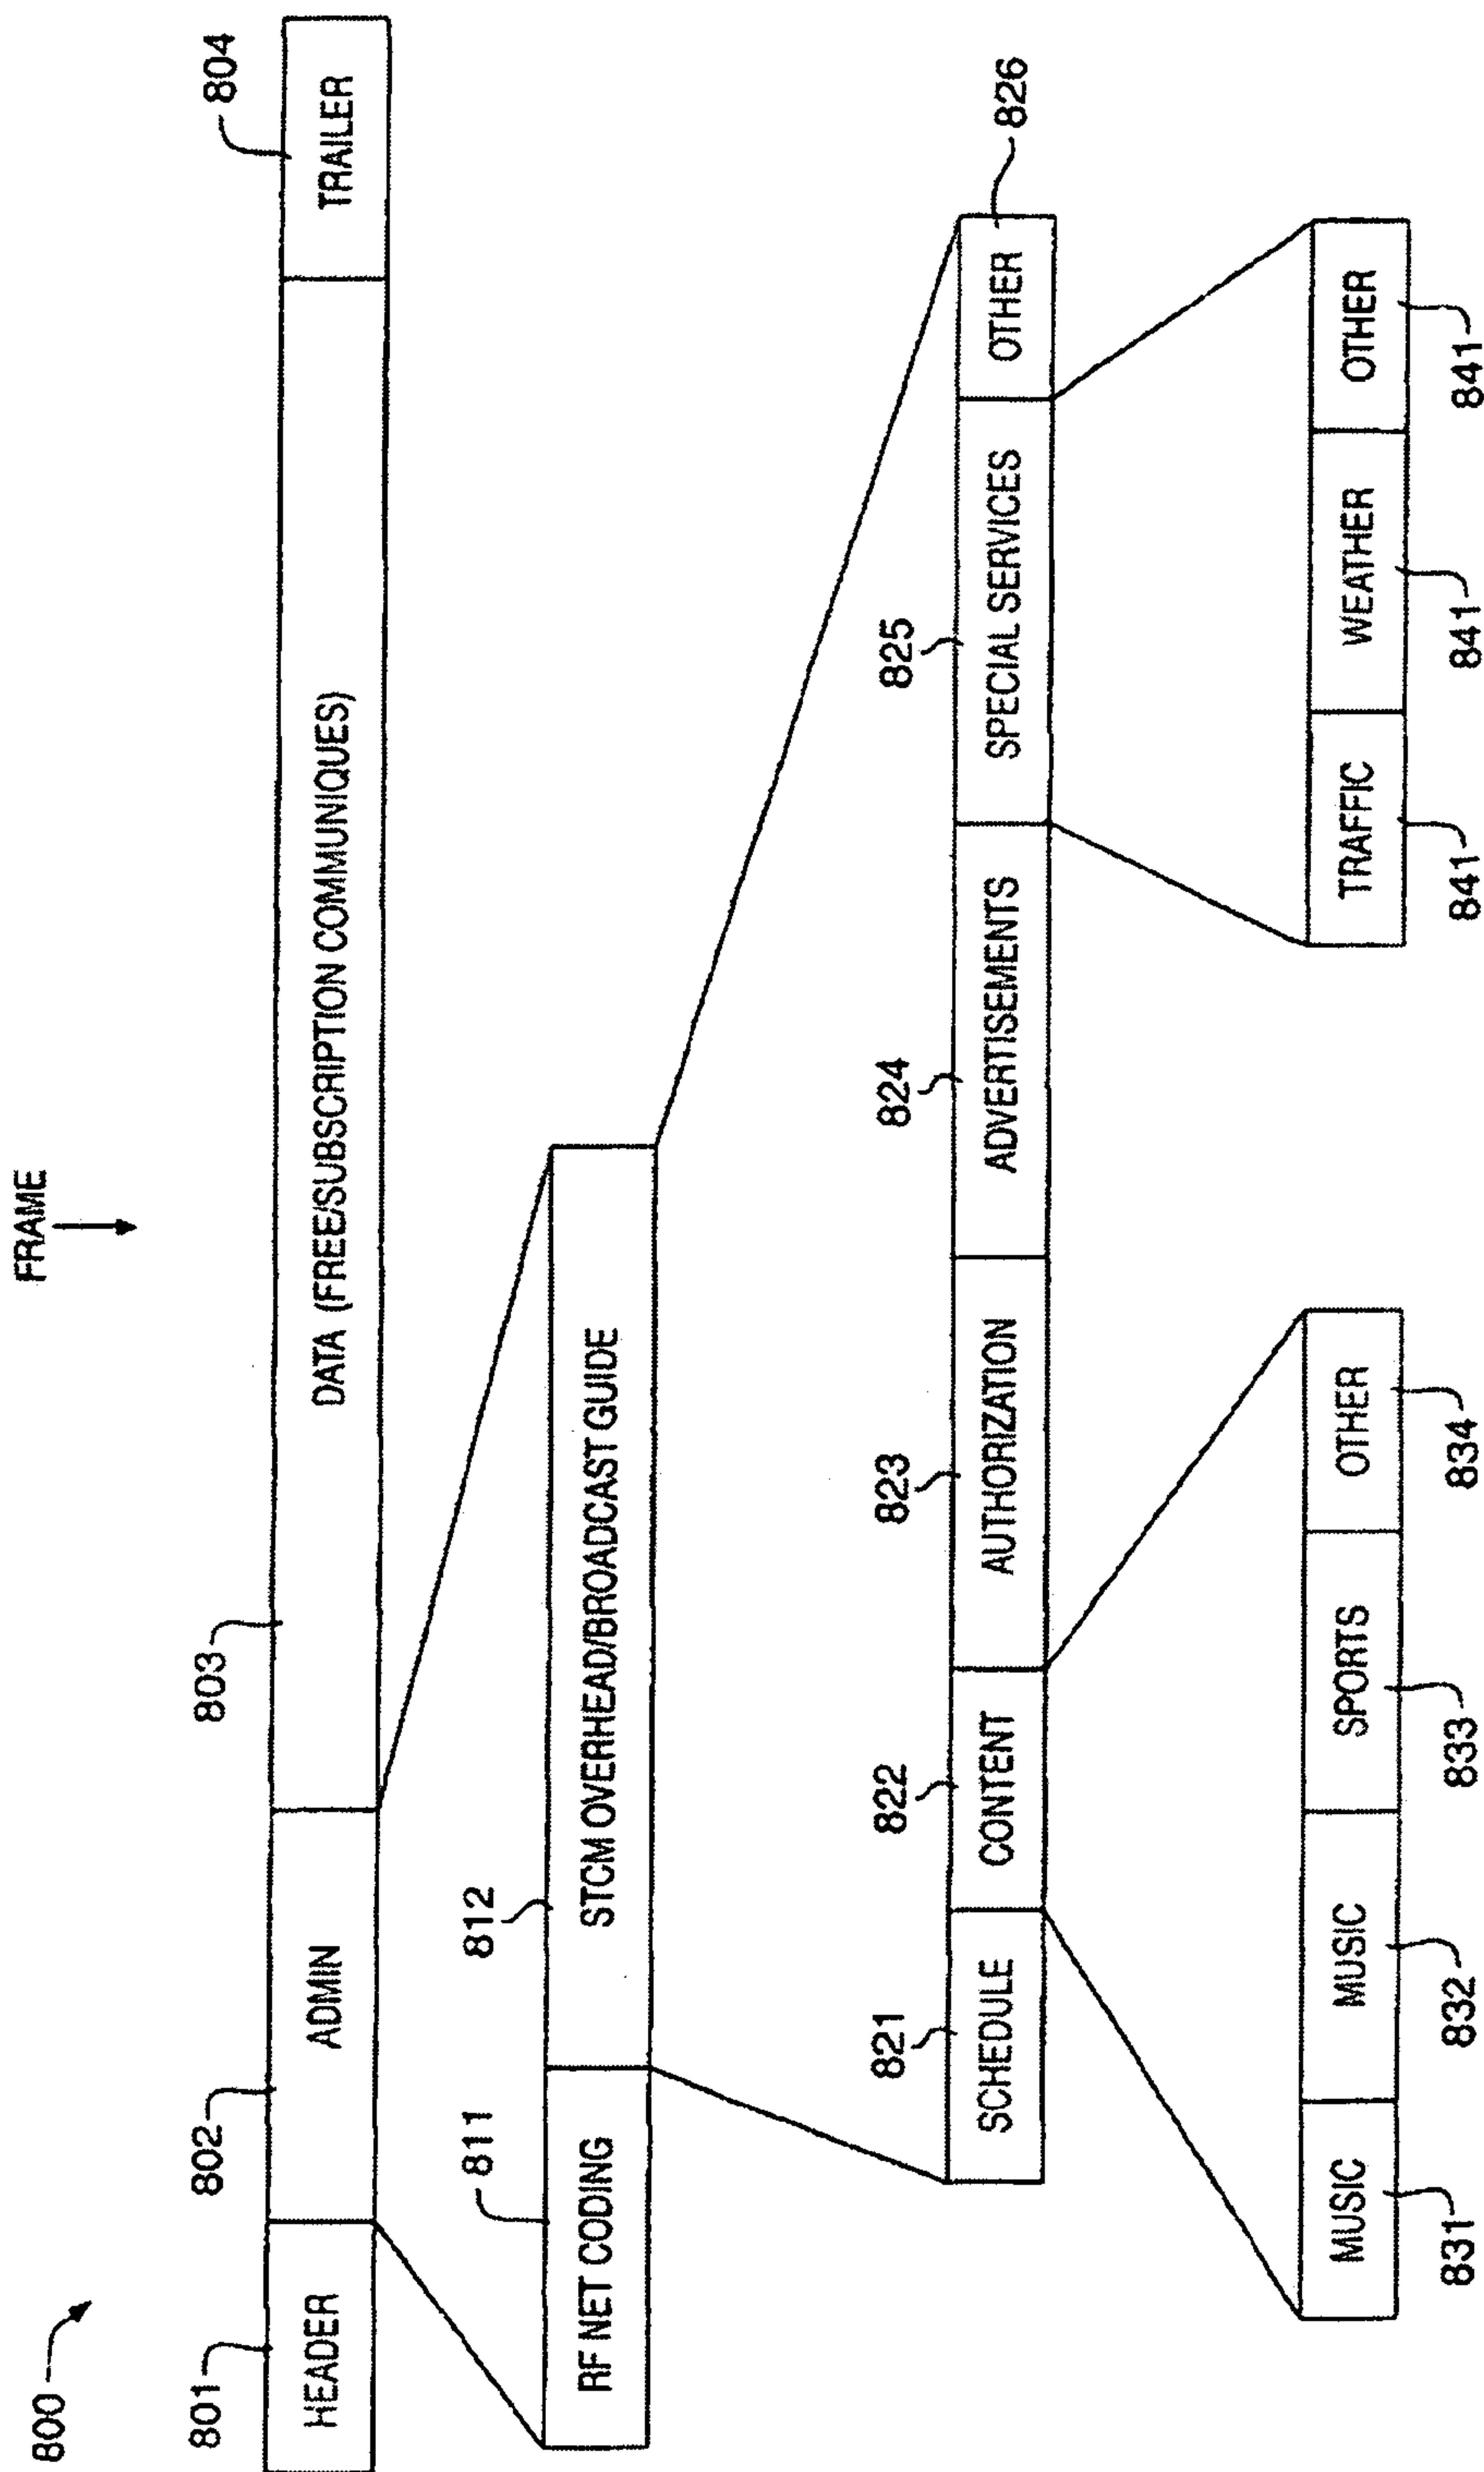 FRAME
800
801
802
803
804
HEADER
ADMIN
DATA (FREE/SUBSCRIPTION COMMUNIQUES)
TRAILER
811
812
RF NET CODING
STCM OVERHEAD/BROADCAST GUIDE
821
822
823
824
825
826
SCHEDULE
CONTENT
AUTHORIZATION
ADVERTISEMENTS
SPECIAL SERVICES
OTHER
MUSIC
MUSIC
SPORTS
OTHER
TRAFFIC
WEATHER
OTHER
831
832
833
834
841
841
841